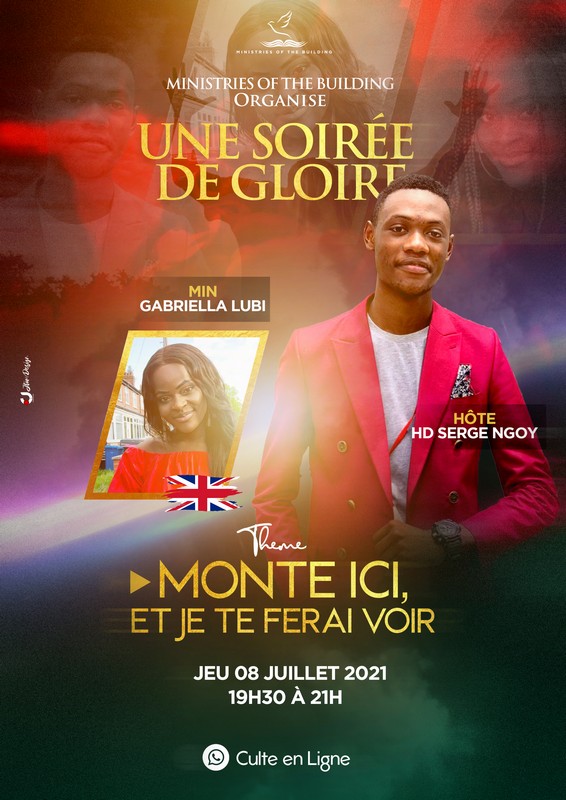 MINISTRIES OF THE BUILDING
MINISTRIES OF THE BUILDING
ORGANISE
UNE SOIRÉE
DE GLOIRE
MIN
GABRIELLA LUBI
HÔTE
HD SERGE NGOY
Theme
MONTE ICI,
ET JE TE FERAI VOIR
JEU 08 JUILLET 2021
19H30 À 21H
Culte en Ligne